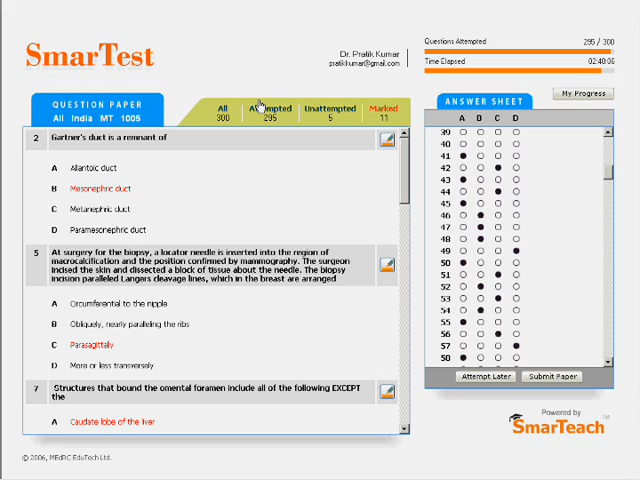 SmarTest
Dr. Pratik Kumar
pratikkumar@gmail.com
Questions Attempted 295 / 300
Time Elapsed 02:48:06
QUESTION PAPER
All India MT 1005
All Attempted Unattempted Marked
300 295 5 11
My Progress
ANSWER SHEET
A B C D
2 Gartner's duct is a remnant of
A Allantoic duct
B Mesonephric duct
C Metanephric duct
D Paramesonephric duct
5 At surgery for the biopsy, a locator needle is inserted into the region of
macrocalcification and the position confirmed by mammography. The surgeon
incised the skin and dissected a block of tissue about the needle. The biopsy
incision paralleled Langers cleavage lines, which in the breast are arranged
A Circumferential to the nipple
B Obliquely, nearly paralleling the ribs
C Parasagittally
D More or less transversely
7 Structures that bound the omental foramen include all of the following EXCEPT
the
A Caudate lobe of the liver
39
40
41
42
43
44
45
46
47
48
49
50
51
52
53
54
55
56
57
58
Attempt Later Submit Paper
Powered by
SmarTeach TM
© 2006, MEdRC EduTech Ltd.